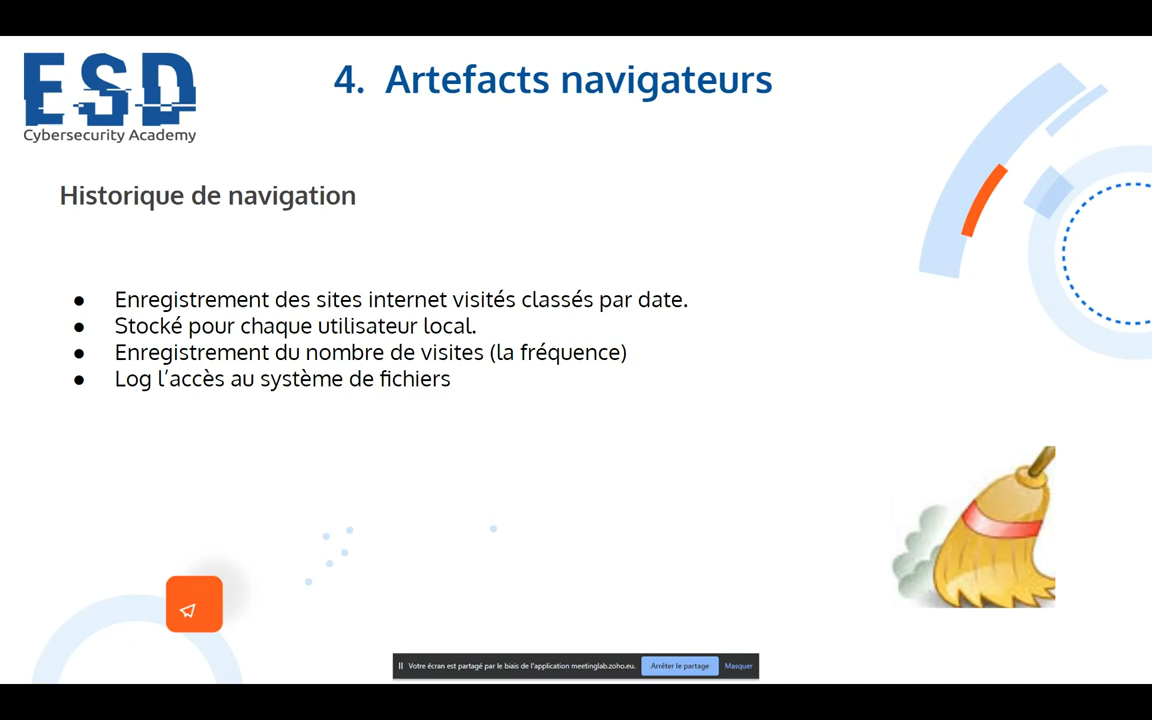 ESD
Cybersecurity Academy
4. Artefacts navigateurs
Historique de navigation
● Enregistrement des sites internet visités classés par date.
● Stocké pour chaque utilisateur local.
● Enregistrement du nombre de visites (la fréquence)
● Log l’accès au système de fichiers
Votre écran est partagé par le biais de l'application meetinglab.zoho.eu. Arrêter le partage Masquer